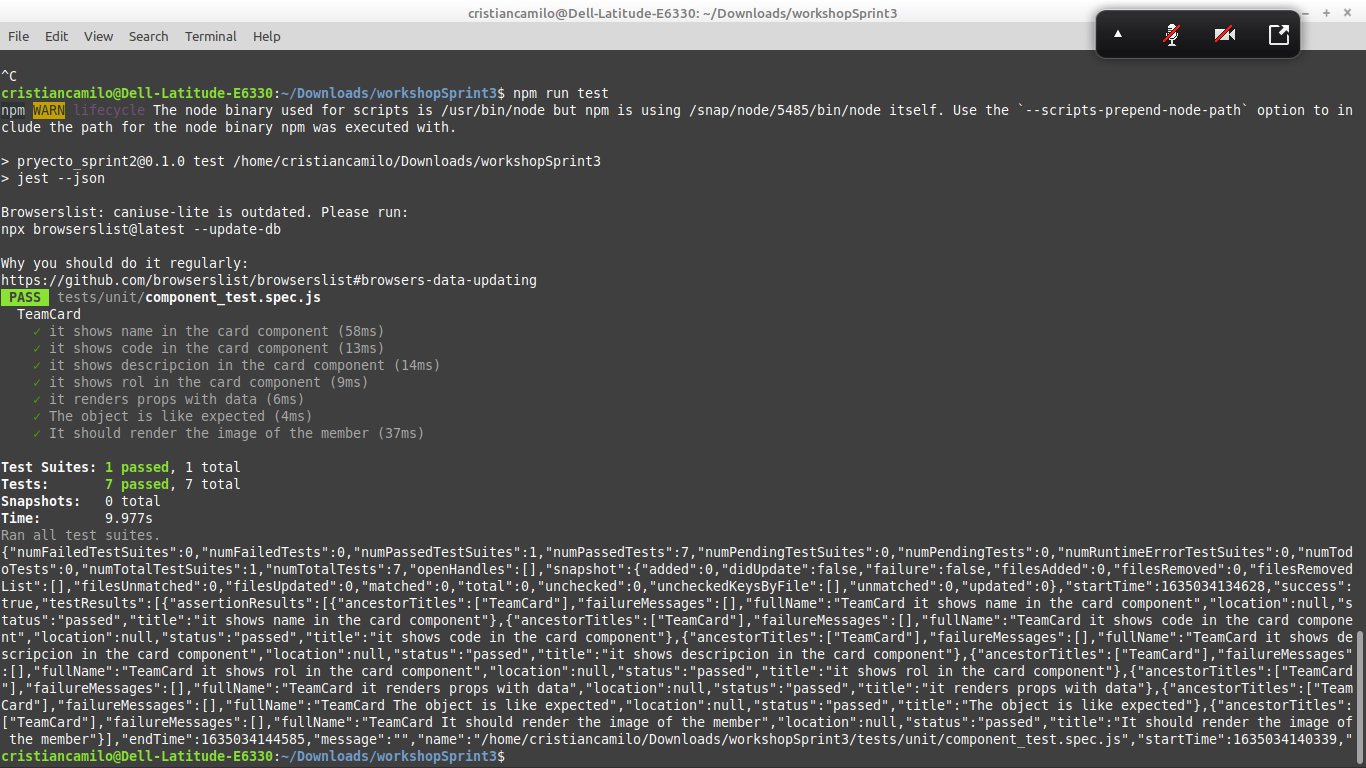 cristiancamilo@Dell-Latitude-E6330: ~/Downloads/workshopSprint3
File Edit View Search Terminal Help
^C
cristiancamilo@Dell-Latitude-E6330:~/Downloads/workshopSprint3$ npm run test
npm WARN lifecycle The node binary used for scripts is /usr/bin/node but npm is using /snap/node/5485/bin/node itself. Use the `--scripts-prepend-node-path` option to in
clude the path for the node binary npm was executed with.
> pryecto_sprint2@0.1.0 test /home/cristiancamilo/Downloads/workshopSprint3
> jest --json
Browserslist: caniuse-lite is outdated. Please run:
npx browserslist@latest --update-db
Why you should do it regularly:
https://github.com/browserslist/browserslist#browsers-data-updating
PASS tests/unit/component_test.spec.js
TeamCard
✓ it shows name in the card component (58ms)
✓ it shows code in the card component (13ms)
✓ it shows descripcion in the card component (14ms)
✓ it shows rol in the card component (9ms)
✓ it renders props with data (6ms)
✓ The object is like expected (4ms)
✓ It should render the image of the member (37ms)
Test Suites: 1 passed, 1 total
Tests: 7 passed, 7 total
Snapshots: 0 total
Time: 9.977s
Ran all test suites.
{"numFailedTestSuites":0,"numFailedTests":0,"numPassedTestSuites":1,"numPassedTests":7,"numPendingTestSuites":0,"numPendingTests":0,"numRuntimeErrorTestSuites":0,"numTod
oTests":0,"numTotalTestSuites":1,"numTotalTests":7,"openHandles":[],"snapshot":{"added":0,"didUpdate":false,"failure":false,"filesAdded":0,"filesRemoved":0,"filesRemoved
List":[],"filesUnmatched":0,"filesUpdated":0,"matched":0,"total":0,"unchecked":0,"uncheckedKeysByFile":[],"unmatched":0,"updated":0},"startTime":1635034134628,"success":
true,"testResults":[{"assertionResults":[{"ancestorTitles":["TeamCard"],"failureMessages":[],"fullName":"TeamCard it shows name in the card component","location":null,"s
tatus":"passed","title":"it shows name in the card component"},{"ancestorTitles":["TeamCard"],"failureMessages":[],"fullName":"TeamCard it shows code in the card compone
nt","location":null,"status":"passed","title":"it shows code in the card component"},{"ancestorTitles":["TeamCard"],"failureMessages":[],"fullName":"TeamCard it shows de
scripcion in the card component","location":null,"status":"passed","title":"it shows descripcion in the card component"},{"ancestorTitles":["TeamCard"],"failureMessages"
:[],"fullName":"TeamCard it shows rol in the card component","location":null,"status":"passed","title":"it shows rol in the card component"},{"ancestorTitles":["TeamCard
"],"failureMessages":[],"fullName":"TeamCard it renders props with data","location":null,"status":"passed","title":"it renders props with data"},{"ancestorTitles":["Team
Card"],"failureMessages":[],"fullName":"TeamCard The object is like expected","location":null,"status":"passed","title":"The object is like expected"},{"ancestorTitles":
["TeamCard"],"failureMessages":[],"fullName":"TeamCard It should render the image of the member","location":null,"status":"passed","title":"It should render the image of
 the member"}],"endTime":1635034144585,"message":"","name":"/home/cristiancamilo/Downloads/workshopSprint3/tests/unit/component_test.spec.js","startTime":1635034140339,"
cristiancamilo@Dell-Latitude-E6330:~/Downloads/workshopSprint3$